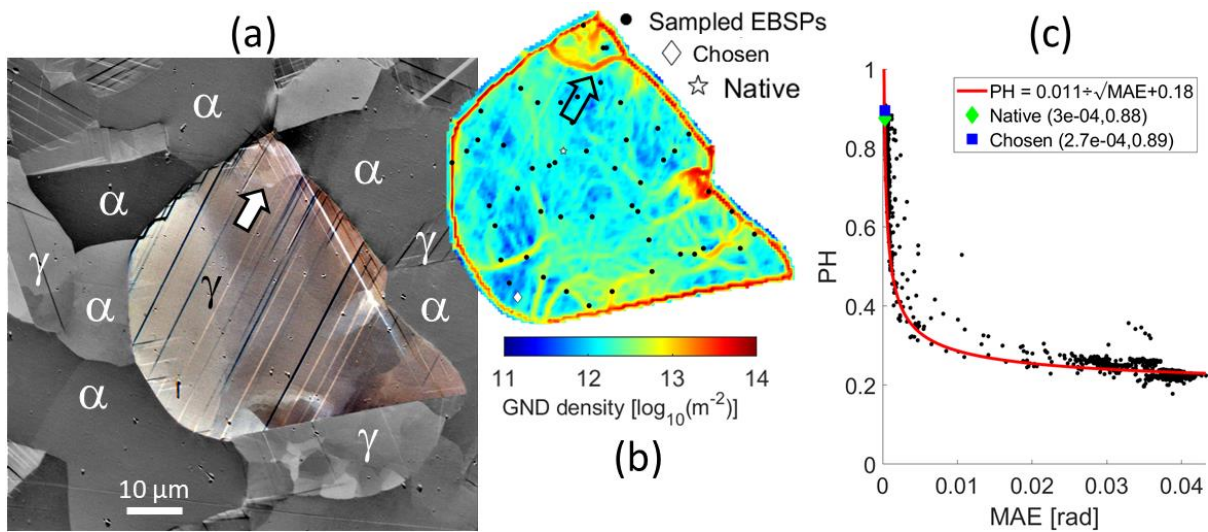 (a)
α
α
γ
α
γ
γ
α
α
γ
10 µm
Sampled EBSPs
Chosen
Native
11 12 13 14
GND density [log10(m-2)]
(b)
(c)
PH = 0.011÷√MAE+0.18
Native (3e-04,0.88)
Chosen (2.7e-04,0.89)
1
0.8
0.6
0.4
0.2
0
PH
0 0.01 0.02 0.03 0.04
MAE [rad]